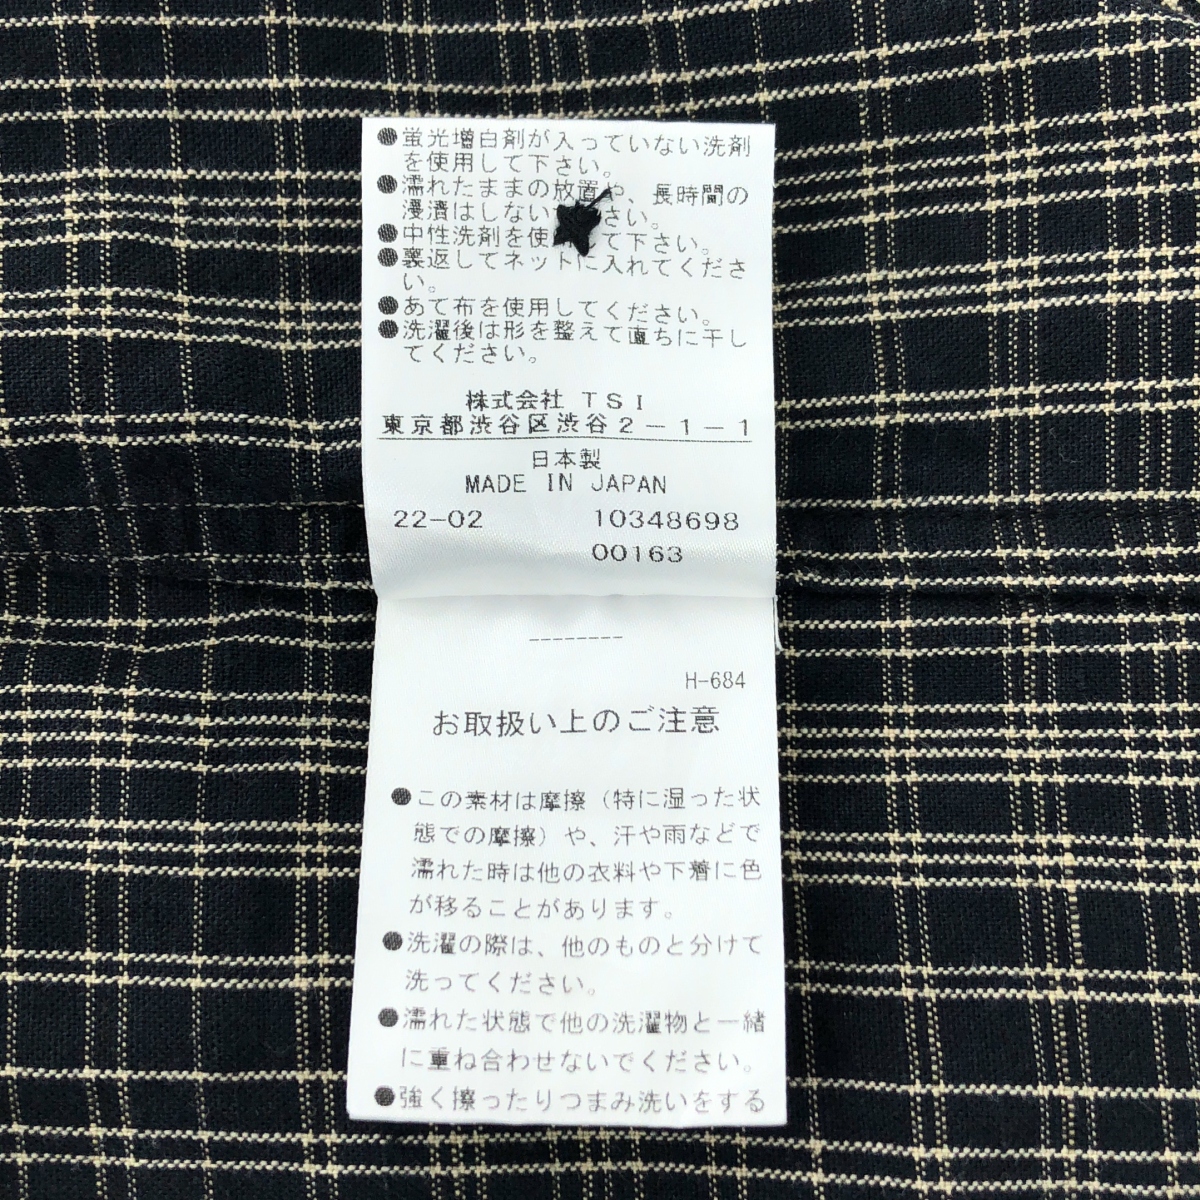 ●蛍光増白剤が入っていない洗剤
を使用して下さい。
●濡れたままの放置や、長時間の
浸漬はしない
さい。
●中性洗剤を使
て下さい。
●裏返してネットに入れてくださ
い。
●あて布を使用してください。
●洗濯後は形を整えて直ちに干し
てください。
株式会社 TSI
東京都渋谷区渋谷2-1-1
日本製
MADE IN JAPAN
22-02 10348698
00163
--------
H-684
お取扱い上のご注意
●この素材は摩擦(特に湿った状
態での摩擦)や、汗や雨などで
濡れた時は他の衣料や下着に色
が移ることがあります。
●洗濯の際は、他のものと分けて
洗ってください。
●濡れた状態で他の洗濯物と一緒
に重ね合わせないでください。
●強く擦ったりつまみ洗いをする